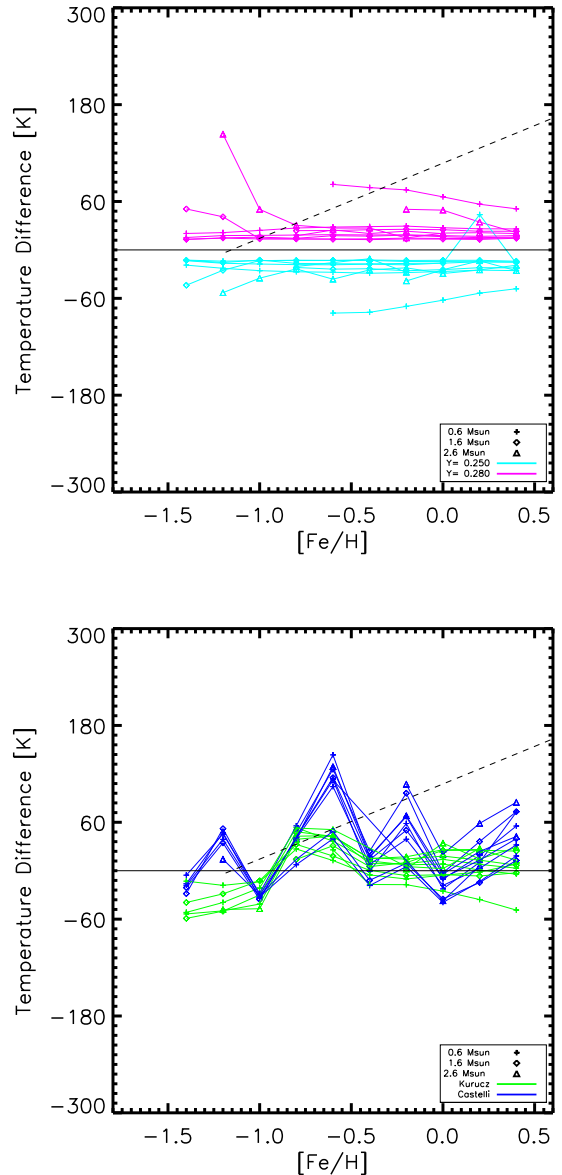 300
180
60
−60
−180
−300
Temperature Difference [K]
0.6 Msun
1.6 Msun
2.6 Msun
Y= 0.250
Y= 0.280
−1.5 −1.0 −0.5 0.0 0.5
[Fe/H]
300
180
60
−60
−180
−300
Temperature Difference [K]
0.6 Msun
1.6 Msun
2.6 Msun
Kurucz
Castelli
−1.5 −1.0 −0.5 0.0 0.5
[Fe/H]